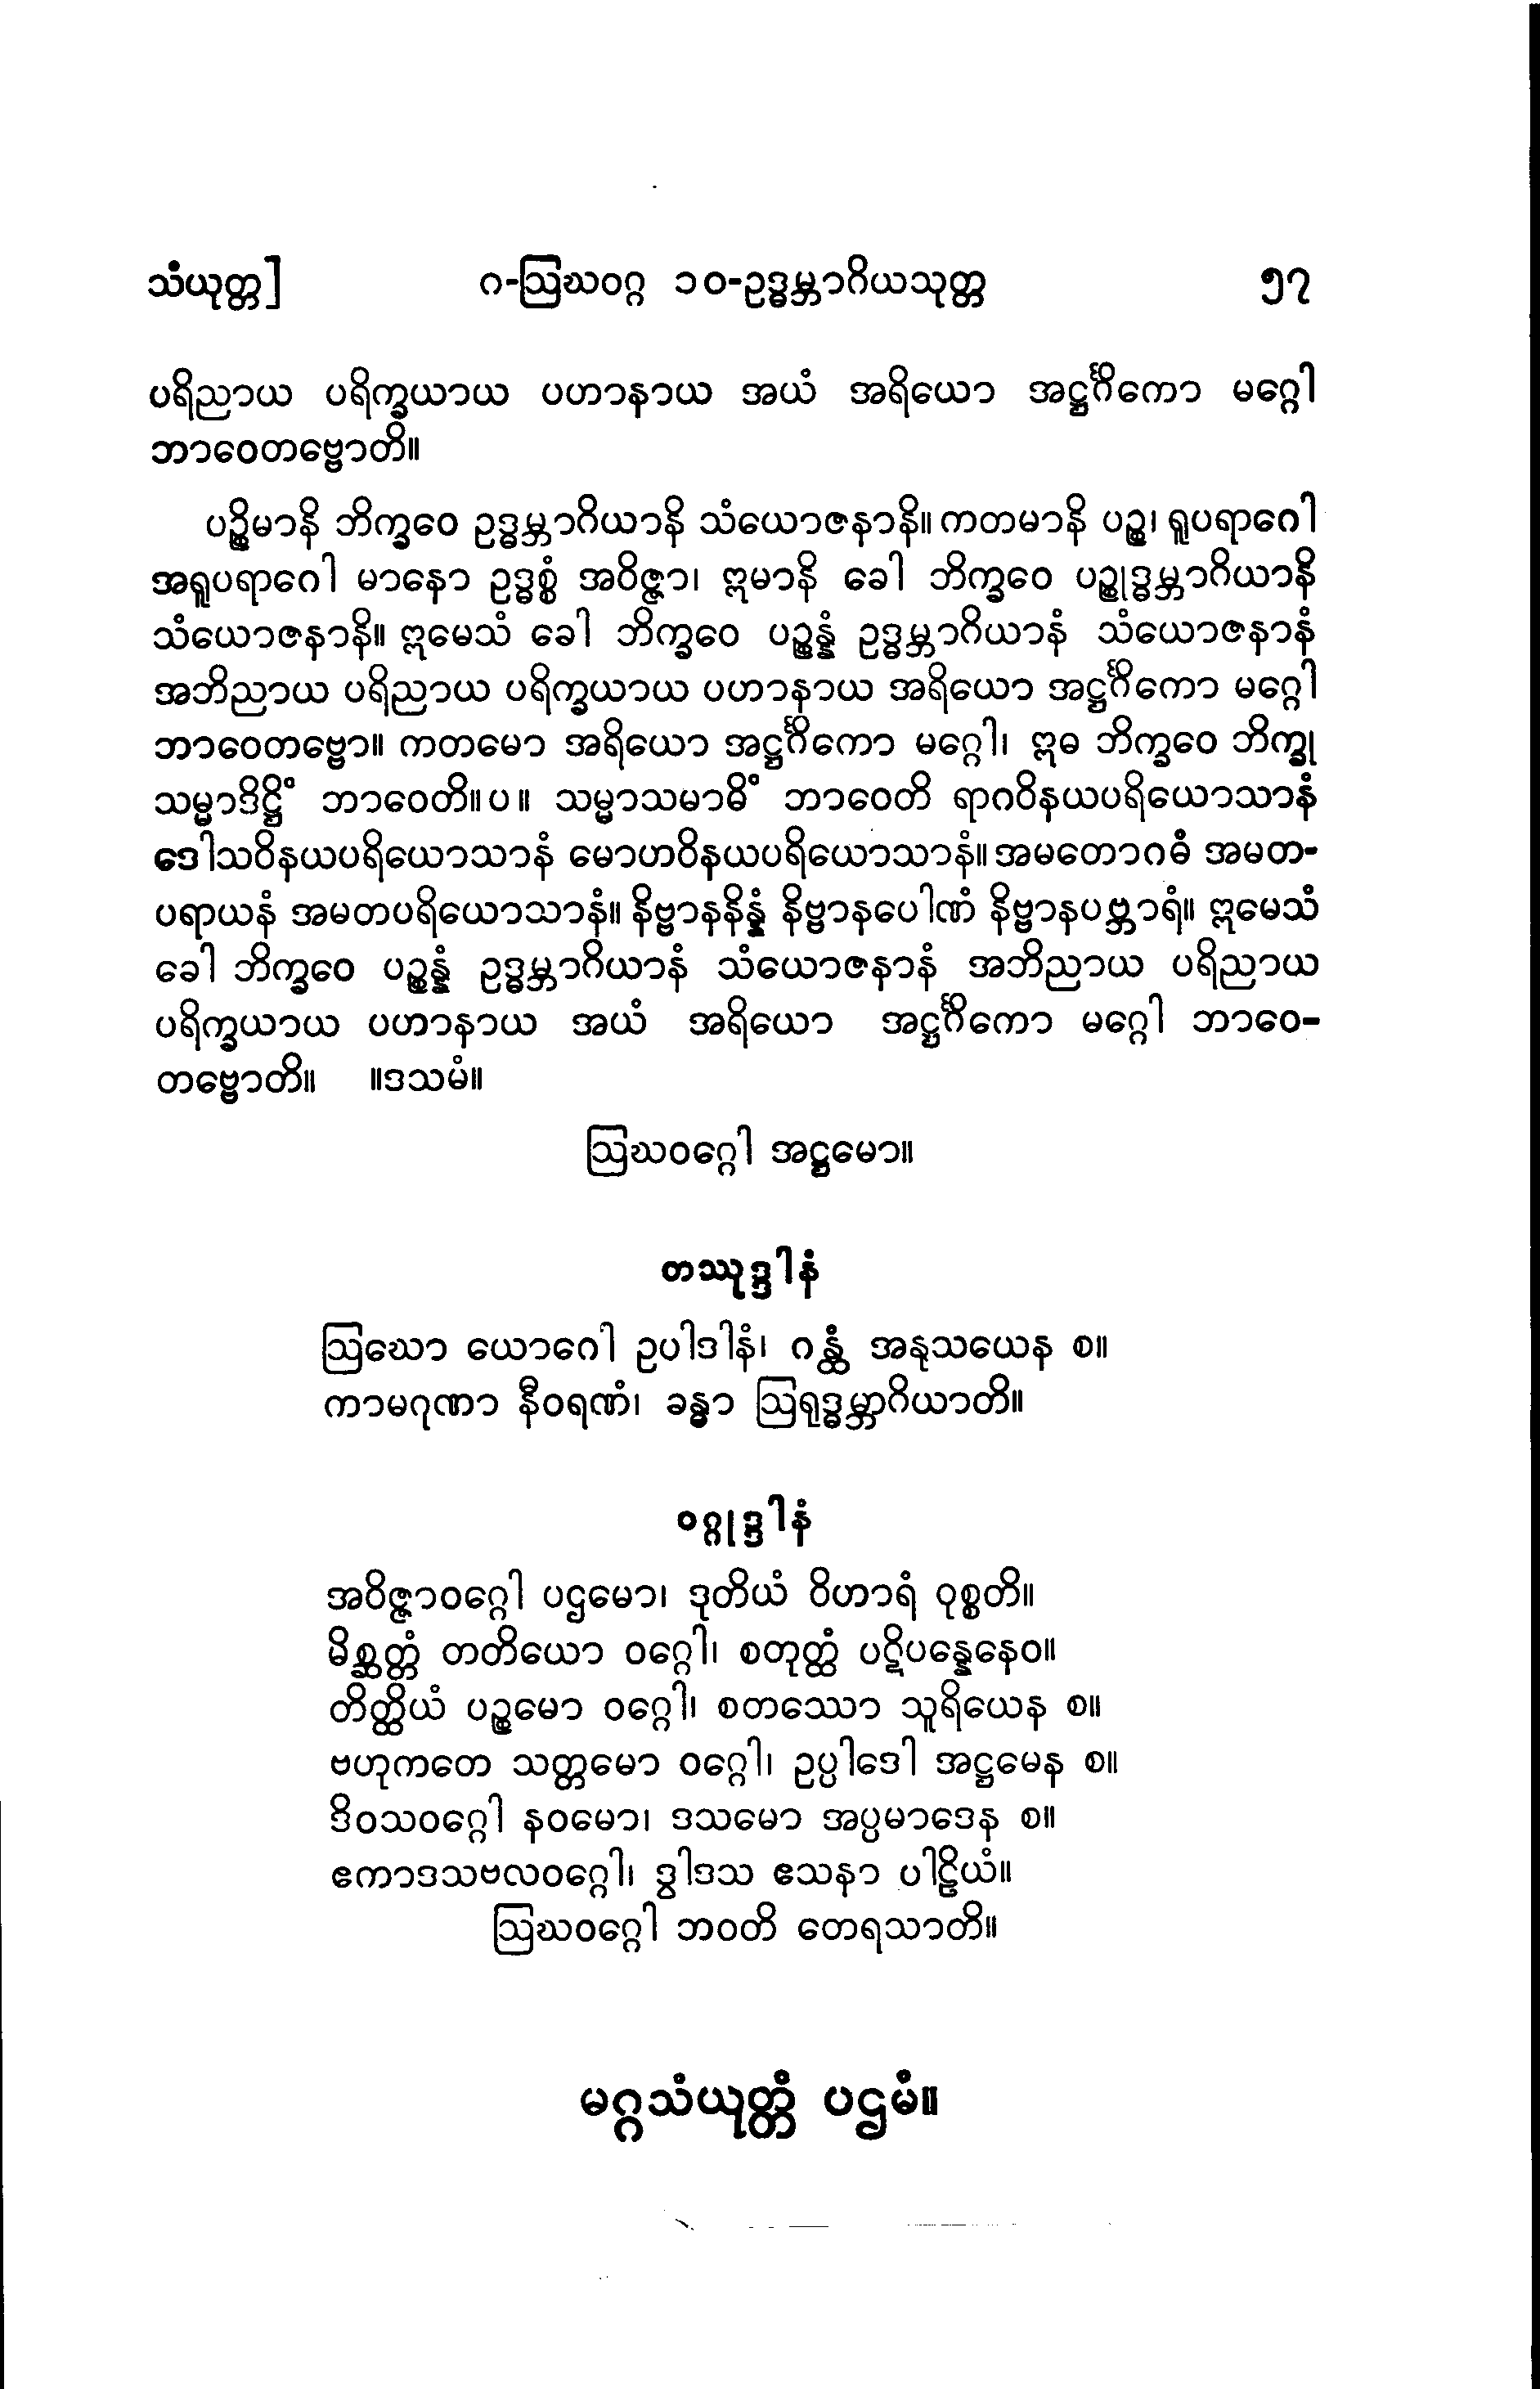 သံယုတ္တ] ဂ-ဩဃဝဂ္ဂ ၁၀-ဥဒ္ဓမ္ဘာဂိယသုတ္တ ၅၇
ပရိညာယ ပရိက္ခယာယ ပဟာနာယ အယံ အရိယော အဋ္ဌင်္ဂိကော မဂ္ဂေါ
ဘာဝေတဗ္ဗောတိ။
ပဉ္စိမာနိ ဘိက္ခဝေ ဥဒ္ဓမ္ဘာဂိယာနိ သံယောဇနာနိ။ ကတမာနိ ပဉ္စ၊ ရူပရာဂေါ
အရူပရာဂေါ မာနော ဥဒ္ဓစ္စံ အဝိဇ္ဇာ၊ ဣမာနိ ခေါ ဘိက္ခဝေ ပဉ္စုဒ္ဓမ္ဘာဂိယာနိ
သံယောဇနာနိ။ ဣမေသံ ခေါ ဘိက္ခဝေ ပဉ္စန္နံ ဥဒ္ဓမ္ဘာဂိယာနံ သံယောဇနာနံ
အဘိညာယ ပရိညာယ ပရိက္ခယာယ ပဟာနာယ အရိယော အဋ္ဌင်္ဂိကော မဂ္ဂေါ
ဘာဝေတဗ္ဗော။ ကတမော အရိယော အဋ္ဌင်္ဂိကော မဂ္ဂေါ၊ ဣဓ ဘိက္ခဝေ ဘိက္ခု
သမ္မာဒိဋ္ဌိံ ဘာဝေတိ။ပ။ သမ္မာသမာဓိံ ဘာဝေတိ ရာဂဝိနယပရိယောသာနံ
ဒေါသဝိနယပရိယောသာနံ မောဟဝိနယပရိယောသာနံ။ အမတောဂဓံ အမတ-
ပရာယနံ အမတပရိယောသာနံ။ နိဗ္ဗာနနိန္နံ နိဗ္ဗာနပေါဏံ နိဗ္ဗာနပဗ္ဘာရံ။ ဣမေသံ
ခေါ ဘိက္ခဝေ ပဉ္စန္နံ ဥဒ္ဓမ္ဘာဂိယာနံ သံယောဇနာနံ အဘိညာယ ပရိညာယ
ပရိက္ခယာယ ပဟာနာယ အယံ အရိယော အဋ္ဌင်္ဂိကော မဂ္ဂေါ ဘာဝေ-
တဗ္ဗောတိ။ ။ဒသမံ။
ဩဃဝဂ္ဂေါ အဋ္ဌမော။
တဿုဒ္ဒါနံ
ဩဃော ယောဂေါ ဥပါဒါနံ၊ ဂန္ထံ အနုသယေန စ။
ကာမဂုဏာ နီဝရဏံ၊ ခန္ဓာ ဩရုဒ္ဓမ္ဘာဂိယာတိ။
ဝဂ္ဂုဒ္ဒါနံ
အဝိဇ္ဇာဝဂ္ဂေါ ပဌမော၊ ဒုတိယံ ဝိဟာရံ ဝုစ္စတိ။
မိစ္ဆတ္တံ တတိယော ဝဂ္ဂေါ၊ စတုတ္ထံ ပဋိပန္နေနေဝ။
တိတ္ထိယံ ပဉ္စမော ဝဂ္ဂေါ၊ စတဿော သူရိယေန စ။
ဗဟုကတေ သတ္တမော ဝဂ္ဂေါ၊ ဥပ္ပါဒေါ အဋ္ဌမေန စ။
ဒိဝသဝဂ္ဂေါ နဝမော၊ ဒသမော အပ္ပမာဒေန စ။
ဧကာဒသဗလဝဂ္ဂေါ၊ ဒွါဒသ ဧသနာ ပါဠိယံ။
ဩဃဝဂ္ဂေါ ဘဝတိ တေရသာတိ။
မဂ္ဂသံယုတ္တံ ပဌမံ။